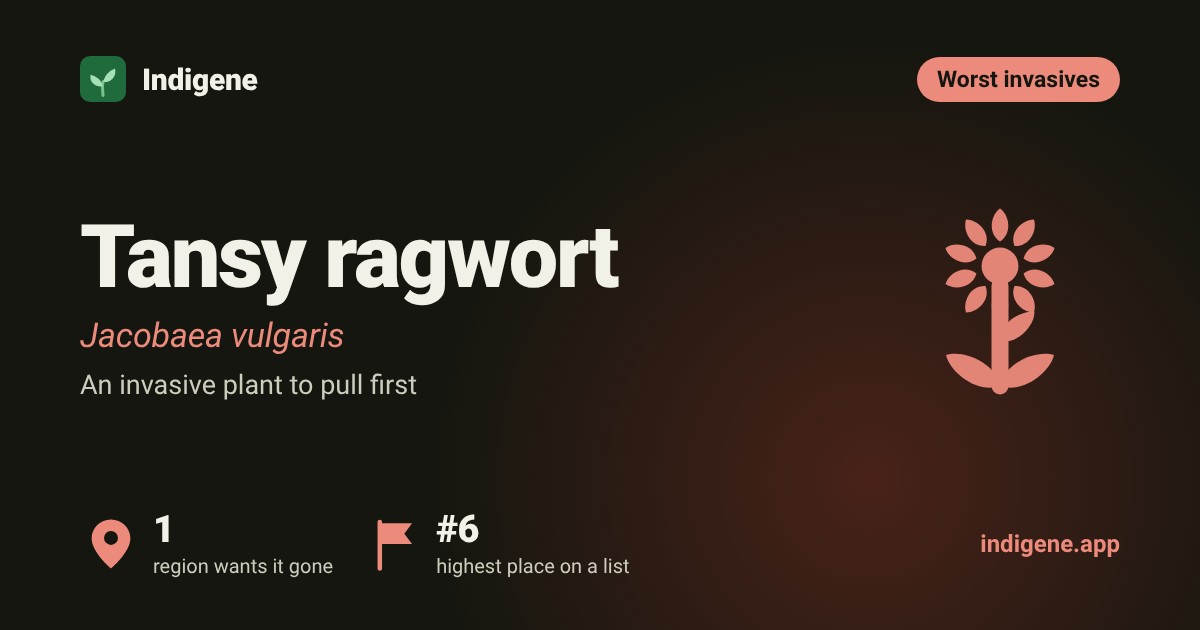 Indigene
Worst invasives
Tansy ragwort
Jacobaea vulgaris
An invasive plant to pull first
1
region wants it gone
#6
highest place on a list
indigene.app